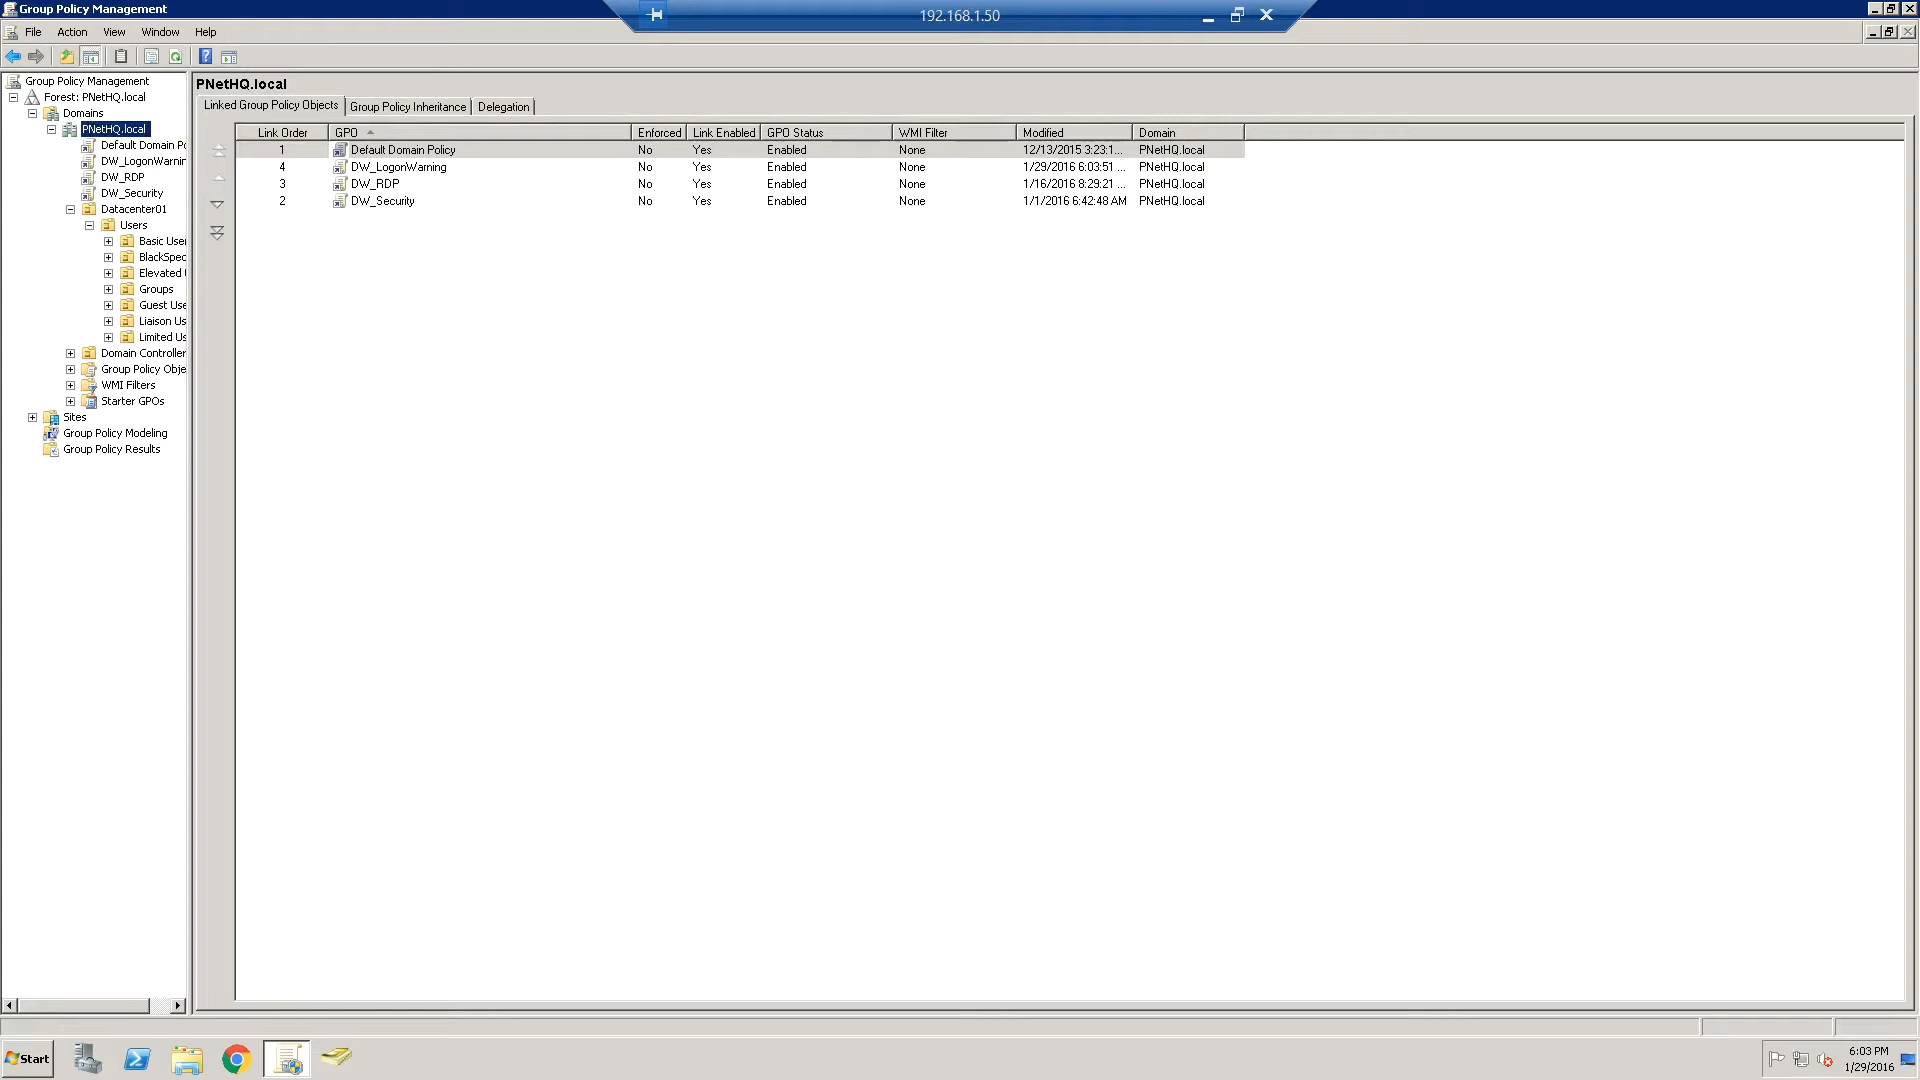 Group Policy Management
192.168.1.50
File Action View Window Help
Group Policy Management
Forest: PNetHQ.local
Domains
PNetHQ.local
Default Domain Po
DW_LogonWarnin
DW_RDP
DW_Security
Datacenter01
Users
Basic User
BlackSpec
Elevated
Groups
Guest Use
Liaison Us
Limited Us
Domain Controller
Group Policy Obje
WMI Filters
Starter GPOs
Sites
Group Policy Modeling
Group Policy Results
PNetHQ.local
Linked Group Policy Objects Group Policy Inheritance Delegation
Link Order GPO Enforced Link Enabled GPO Status WMI Filter Modified Domain
1 Default Domain Policy No Yes Enabled None 12/13/2015 3:23:1... PNetHQ.local
4 DW_LogonWarning No Yes Enabled None 1/29/2016 6:03:51 ... PNetHQ.local
3 DW_RDP No Yes Enabled None 1/16/2016 8:29:21 ... PNetHQ.local
2 DW_Security No Yes Enabled None 1/1/2016 6:42:48 AM PNetHQ.local
Start
6:03 PM
1/29/2016